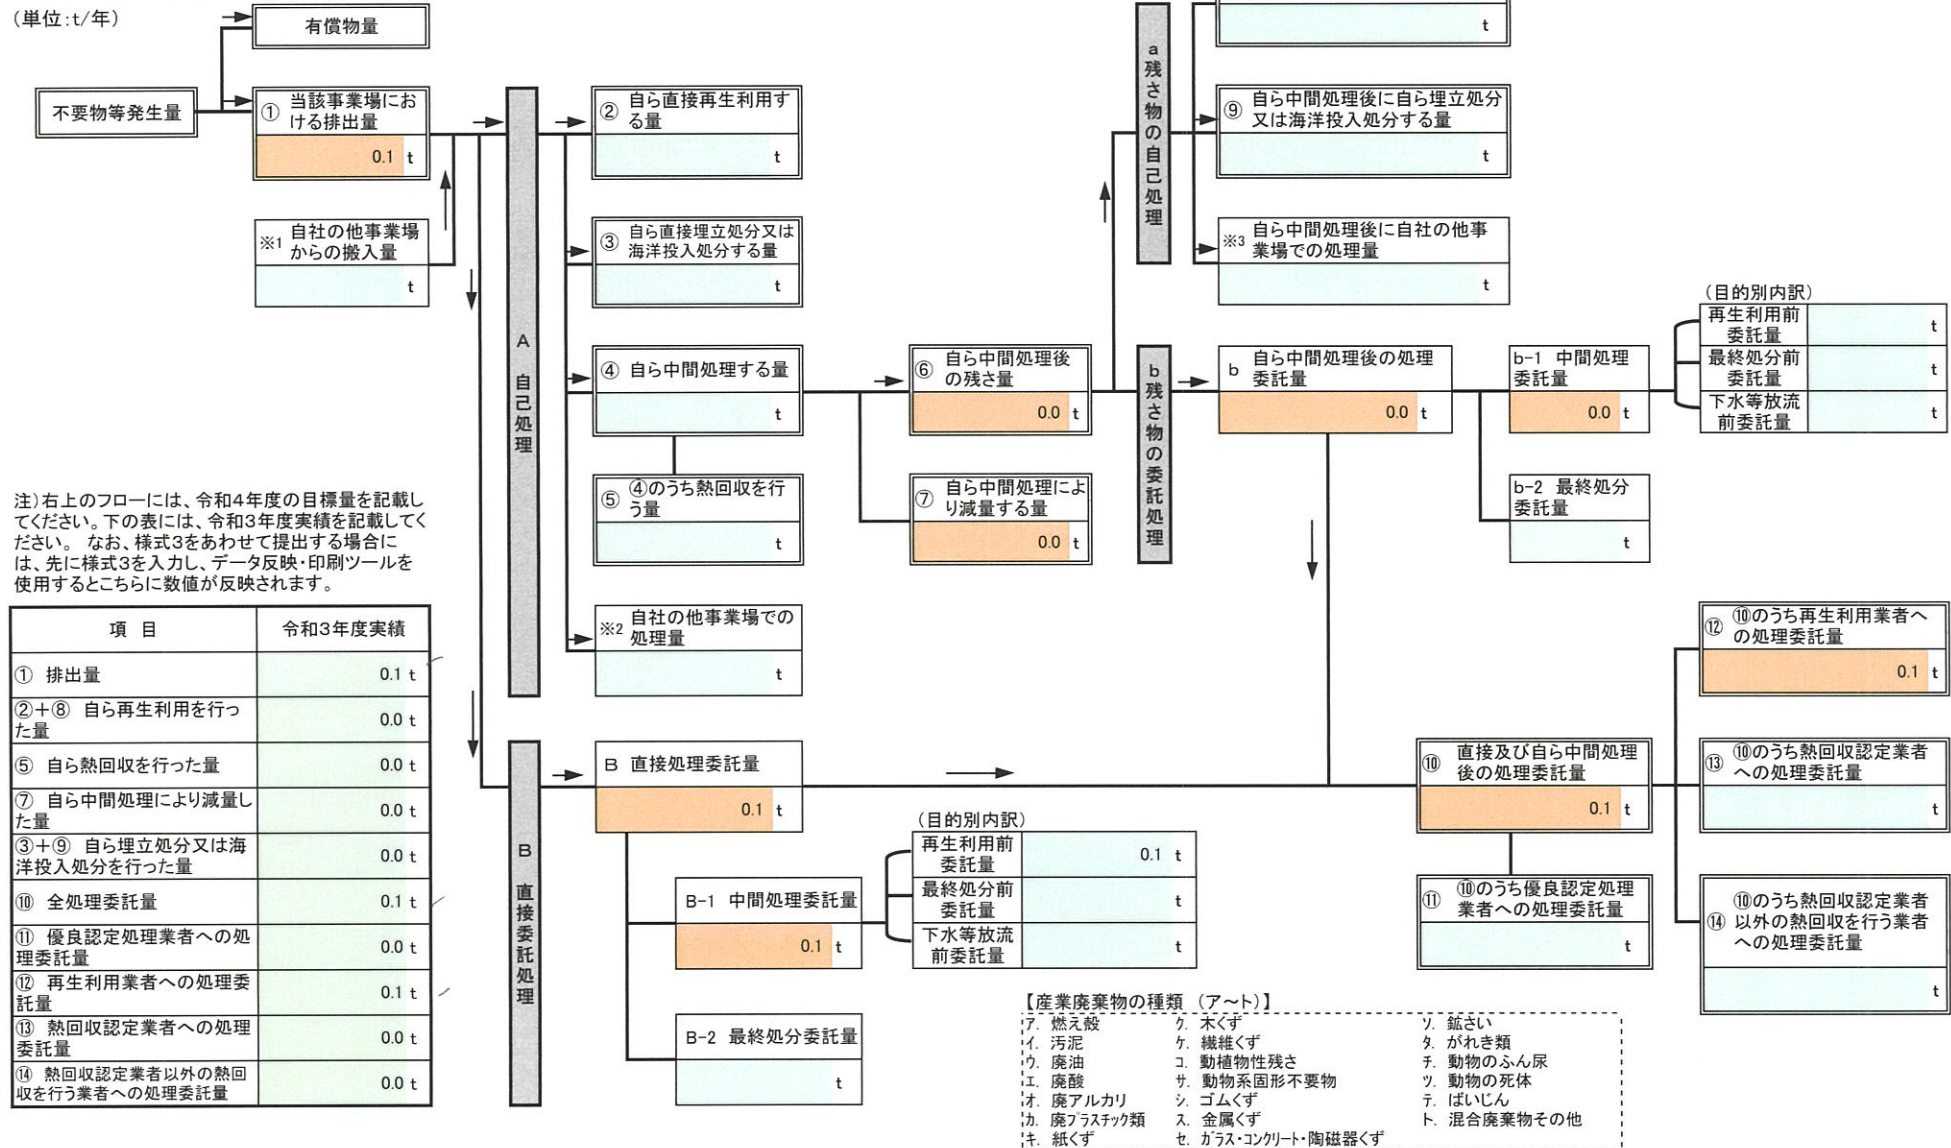 (単位:t/年)
有償物量
不要物等発生量
① 当該事業場にお
ける排出量
0.1 t
※1 自社の他事業場
からの搬入量
t
A 自己処理
② 自ら直接再生利用す
る量
t
③ 自ら直接埋立処分又は
海洋投入処分する量
t
④ 自ら中間処理する量
t
⑤ ④のうち熱回収を行
う量
t
※2 自社の他事業場での
処理量
t
⑥ 自ら中間処理後
の残さ量
0.0 t
⑦ 自ら中間処理によ
り減量する量
0.0 t
a残さ物の自己処理
t
⑨ 自ら中間処理後に自ら埋立処分
又は海洋投入処分する量
t
※3 自ら中間処理後に自社の他事
業場での処理量
t
b残さ物の委託処理
b 自ら中間処理後の処理
委託量
0.0 t
b-1 中間処理
委託量
0.0 t
(目的別内訳)
再生利用前
委託量
t
最終処分前
委託量
t
下水等放流
前委託量
t
b-2 最終処分
委託量
t
注)右上のフローには、令和4年度の目標量を記載し
てください。下の表には、令和3年度実績を記載してく
ださい。 なお、様式3をあわせて提出する場合に
は、先に様式3を入力し、データ反映・印刷ツールを
使用するとこちらに数値が反映されます。
項 目 令和3年度実績
① 排出量 0.1 t
②+⑧ 自ら再生利用を行っ
た量 0.0 t
⑤ 自ら熱回収を行った量 0.0 t
⑦ 自ら中間処理により減量し
た量 0.0 t
③+⑨ 自ら埋立処分又は海
洋投入処分を行った量 0.0 t
⑩ 全処理委託量 0.1 t
⑪ 優良認定処理業者への処
理委託量 0.0 t
⑫ 再生利用業者への処理委
託量 0.1 t
⑬ 熱回収認定業者への処理
委託量 0.0 t
⑭ 熱回収認定業者以外の熱回
収を行う業者への処理委託量 0.0 t
B 直接委託処理
B 直接処理委託量
0.1 t
B-1 中間処理委託量
0.1 t
B-2 最終処分委託量
t
(目的別内訳)
再生利用前
委託量
0.1 t
最終処分前
委託量
t
下水等放流
前委託量
t
⑩ 直接及び自ら中間処理
後の処理委託量
0.1 t
⑪ ⑩のうち優良認定処理
業者への処理委託量
t
⑫ ⑩のうち再生利用業者へ
の処理委託量
0.1 t
⑬ ⑩のうち熱回収認定業者
への処理委託量
t
⑭ ⑩のうち熱回収認定業者
以外の熱回収を行う業者
への処理委託量
t
【産業廃棄物の種類 (ア~ト)】
ア. 燃え殻 ク. 木くず ソ. 鉱さい
イ. 汚泥 ケ. 繊維くず タ. がれき類
ウ. 廃油 コ. 動植物性残さ チ. 動物のふん尿
エ. 廃酸 サ. 動物系固形不要物 ツ. 動物の死体
オ. 廃アルカリ シ. ゴムくず テ. ばいじん
カ. 廃プラスチック類 ス. 金属くず ト. 混合廃棄物その他
キ. 紙くず セ. ガラス・コンクリート・陶磁器くず